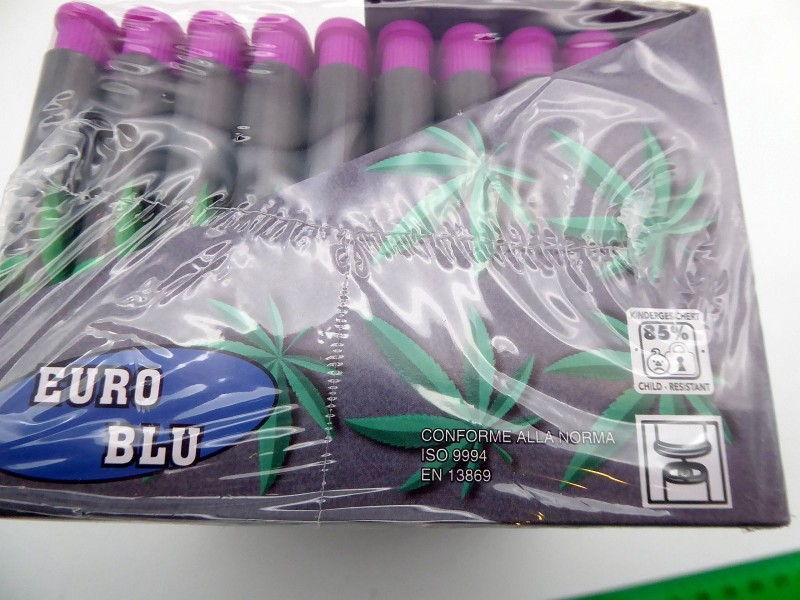 EURO
BLU
CONFORME ALLA NORMA
ISO 9994
EN 13869
KINDERGESICHERT
85%
CHILD - RESISTANT